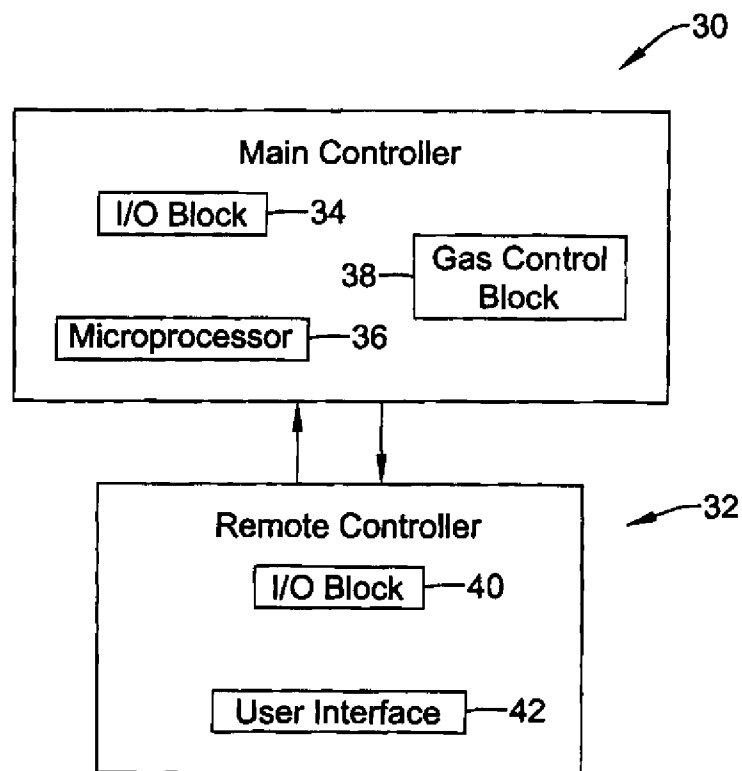 30
Main Controller
I/O Block 34
38 Gas Control
Block
Microprocessor 36
32
Remote Controller
I/O Block 40
User Interface 42